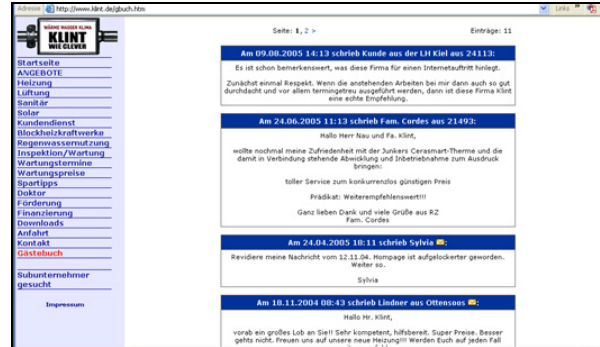 Adresse http://www.klint.de/gbuch.htm Links
WÄRME WASSER KLIMA
KLINT
WIE CLEVER
Startseite
ANGEBOTE
Heizung
Lüftung
Sanitär
Solar
Kundendienst
Blockheizkraftwerke
Regenwassernutzung
Inspektion/Wartung
Wartungstermine
Wartungspreise
Spartipps
Doktor
Förderung
Finanzierung
Downloads
Anfahrt
Kontakt
Gästebuch
Subunternehmer
gesucht
Impressum
Seite: 1, 2 > Einträge: 11
Am 09.08.2005 14:13 schrieb Kunde aus der LH Kiel aus 24113:
Es ist schon bemerkenswert, was diese Firma für einen Internetauftritt hinlegt.
Zunächst einmal Respekt. Wenn die anstehenden Arbeiten bei mir dann auch so gut
durchdacht und vor allem termingetreu ausgeführt werden, dann ist diese Firma Klint
eine echte Empfehlung.
Am 24.06.2005 11:13 schrieb Fam. Cordes aus 21493:
Hallo Herr Nau und Fa. Klint,
wollte nochmal meine Zufriedenheit mit der Junkers Cerasmart-Therme und die
damit in Verbindung stehende Abwicklung und Inbetriebnahme zum Ausdruck
bringen:
toller Service zum konkurrenzlos günstigen Preis
Prädikat: Weiterempfehlenswert!!!
Ganz lieben Dank und viele Grüße aus RZ
Fam. Cordes
Am 24.04.2005 18:11 schrieb Sylvia :
Revidiere meine Nachricht vom 12.11.04. Hompage ist aufgelockerter geworden.
Weiter so.
Sylvia
Am 18.11.2004 08:43 schrieb Lindner aus Ottensoos :
Hallo Hr. Klint,
vorab ein großes Lob an Sie!! Sehr kompetent, hilfsbereit. Super Preise. Besser
gehts nicht. Freuen uns auf unsere neue Heizung!!! Werden Euch auf jeden Fall